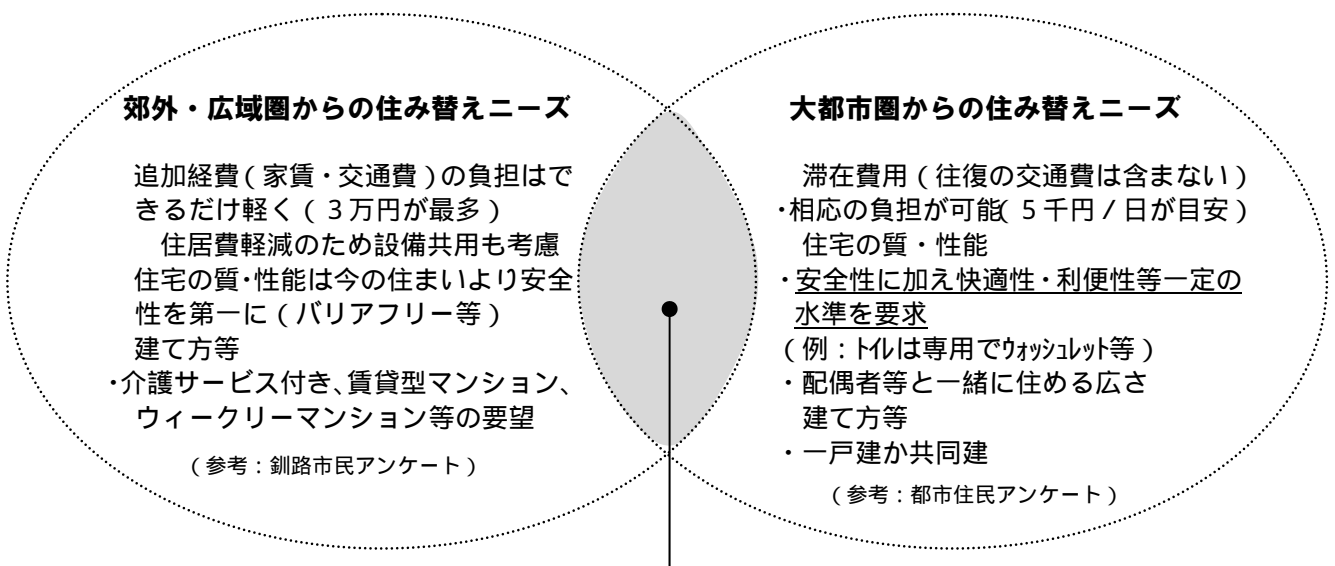 郊外・広域圏からの住み替えニーズ
追加経費(家賃・交通費)の負担はで
きるだけ軽く(3万円が最多)
住居費軽減のため設備共用も考慮
住宅の質・性能は今の住まいより安全
性を第一に(バリアフリー等)
建て方等
・介護サービス付き、賃貸型マンション、
ウィークリーマンション等の要望
(参考:釧路市民アンケート)
大都市圏からの住み替えニーズ
滞在費用(往復の交通費は含まない)
・相応の負担が可能(5千円/日が目安)
住宅の質・性能
・安全性に加え快適性・利便性等一定の
水準を要求
(例:トイレは専用でウォッシュレット等)
・配偶者等と一緒に住める広さ
建て方等
・一戸建か共同建
(参考:都市住民アンケート)